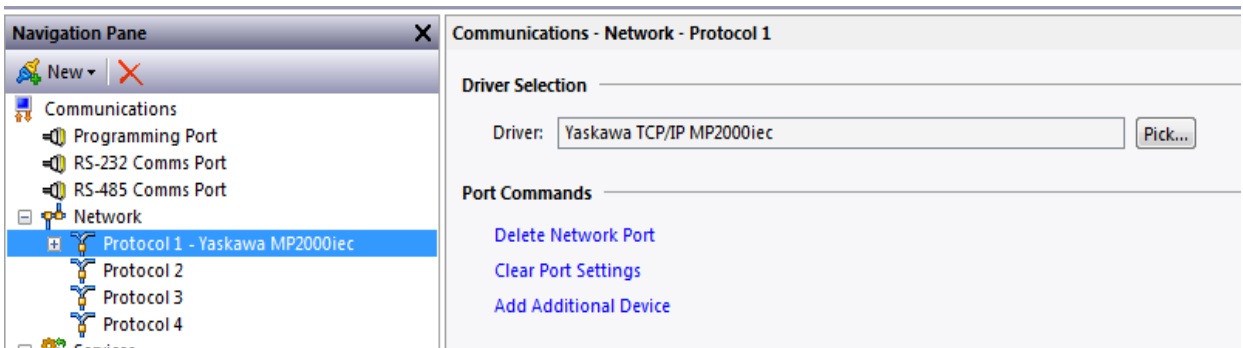 Navigation Pane
New
Communications
Programming Port
RS-232 Comms Port
RS-485 Comms Port
Network
Protocol 1 - Yaskawa MP2000iec
Protocol 2
Protocol 3
Protocol 4
Communications - Network - Protocol 1
Driver Selection
Driver: Yaskawa TCP/IP MP2000iec Pick...
Port Commands
Delete Network Port
Clear Port Settings
Add Additional Device